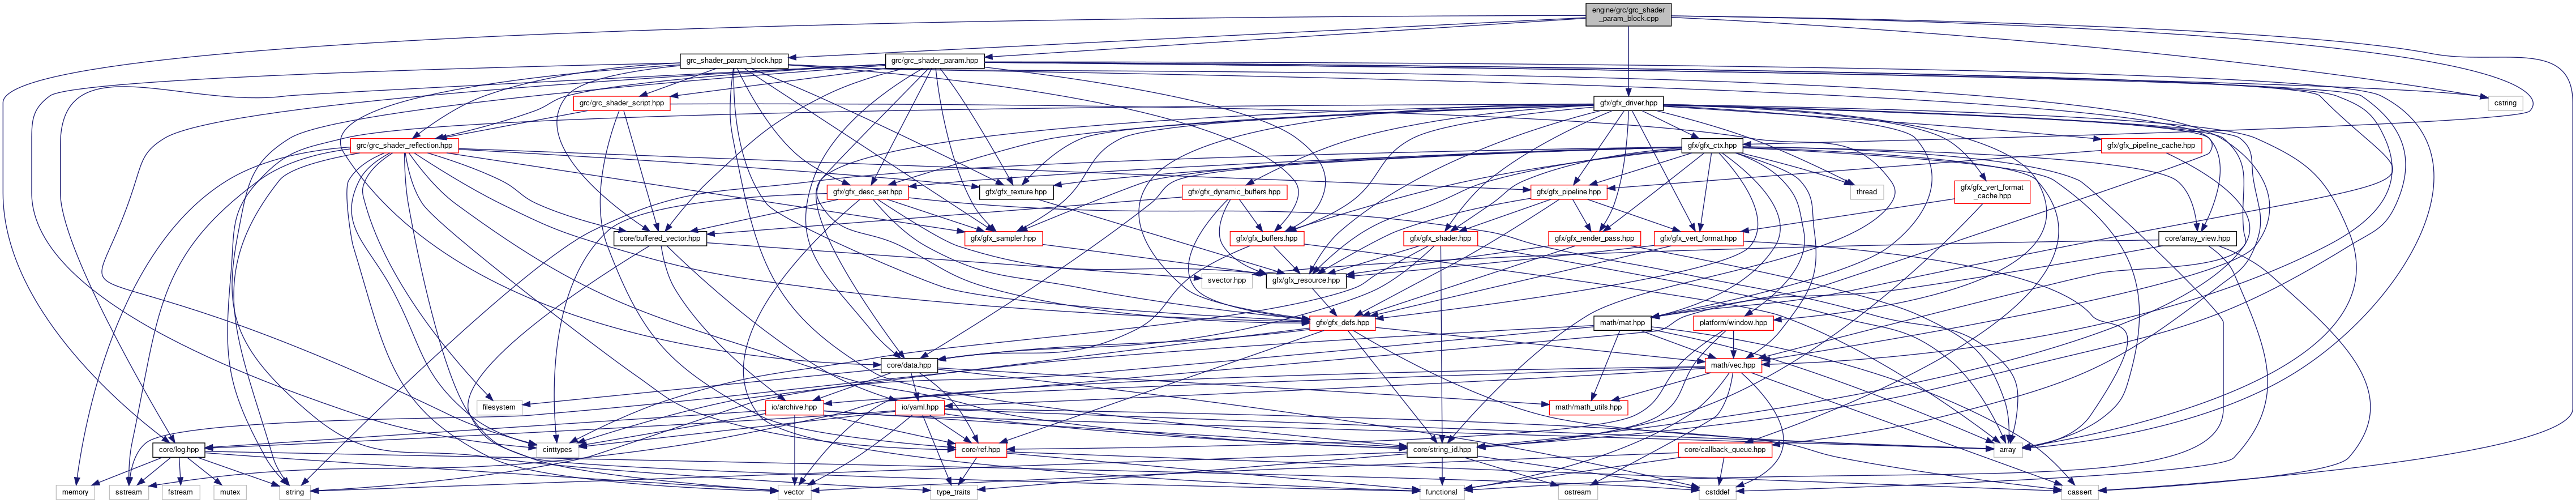 engine/grc/grc_shader
_param_block.cpp
grc_shader_param_block.hpp
grc/grc_shader_param.hpp
grc/grc_shader_script.hpp
gfx/gfx_driver.hpp
cstring
grc/grc_shader_reflection.hpp
gfx/gfx_ctx.hpp
gfx/gfx_pipeline_cache.hpp
gfx/gfx_desc_set.hpp
gfx/gfx_texture.hpp
gfx/gfx_dynamic_buffers.hpp
gfx/gfx_pipeline.hpp
thread
gfx/gfx_vert_format
_cache.hpp
core/buffered_vector.hpp
gfx/gfx_sampler.hpp
gfx/gfx_buffers.hpp
gfx/gfx_shader.hpp
gfx/gfx_render_pass.hpp
gfx/gfx_vert_format.hpp
core/array_view.hpp
svector.hpp
gfx/gfx_resource.hpp
gfx/gfx_defs.hpp
math/mat.hpp
platform/window.hpp
core/data.hpp
math/vec.hpp
filesystem
io/archive.hpp
io/yaml.hpp
math/math_utils.hpp
core/log.hpp
cinttypes
core/ref.hpp
core/string_id.hpp
core/callback_queue.hpp
array
memory
sstream
fstream
mutex
string
vector
type_traits
functional
ostream
cstddef
cassert